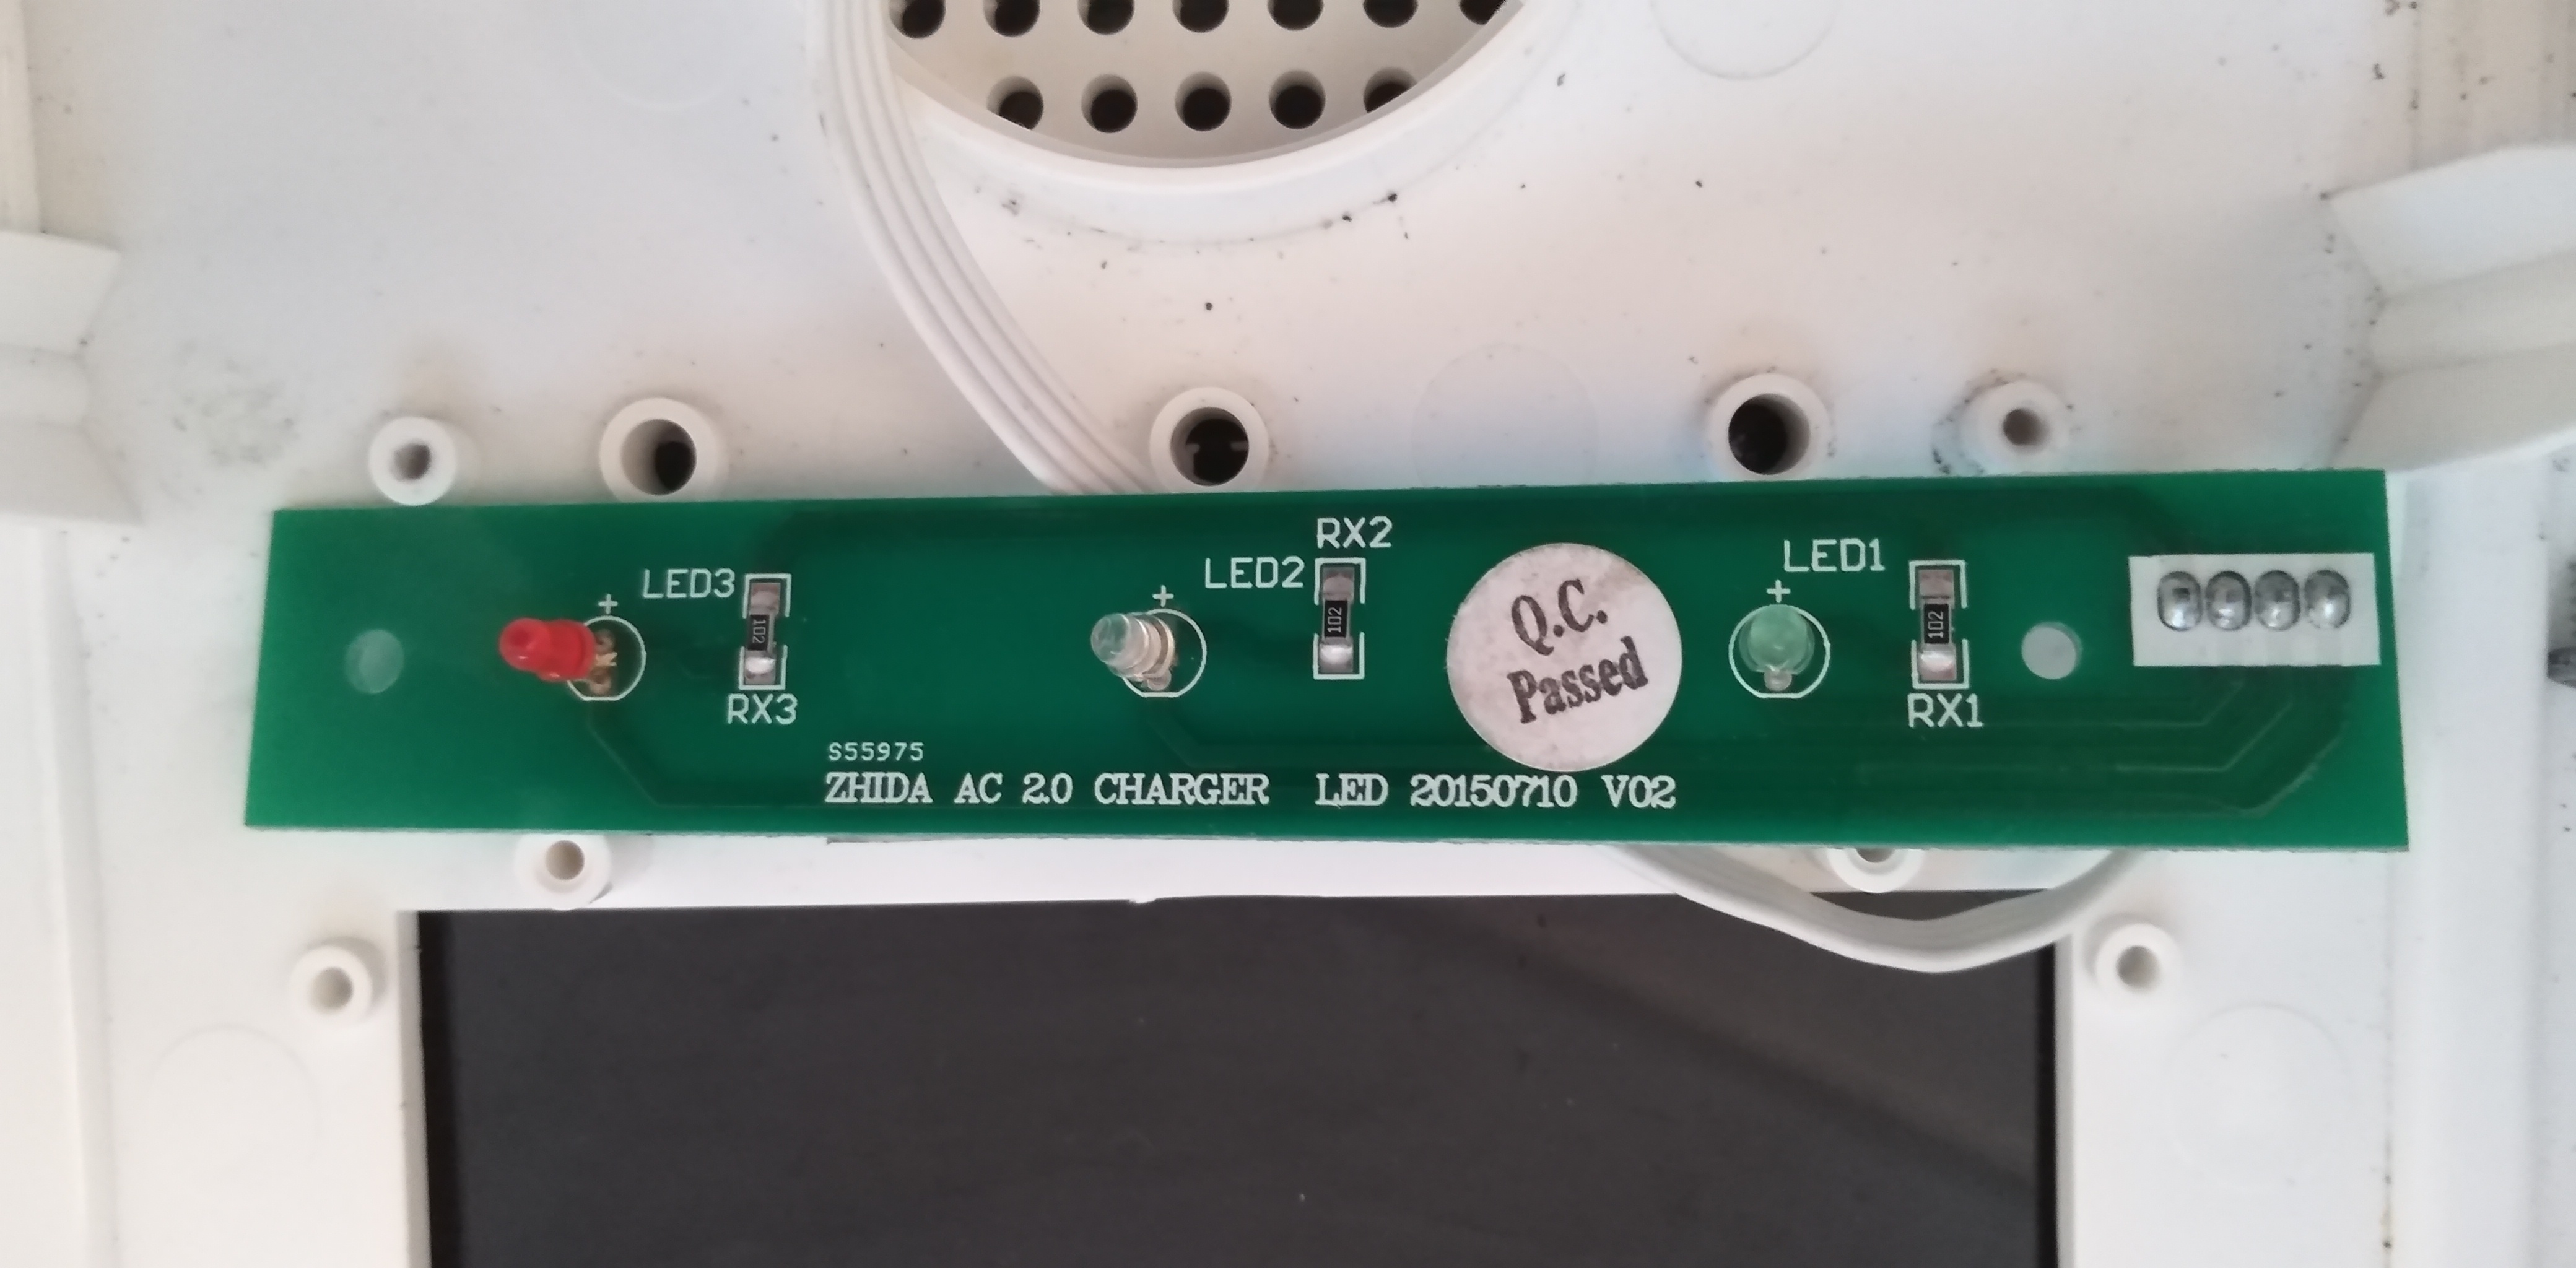 RX2
LED3
LED2
LED1
+
+
+
102
102
102
RX3
RX1
Q.C.
Passed
S55975
ZHIDA AC 2.0 CHARGER LED 20150710 V02